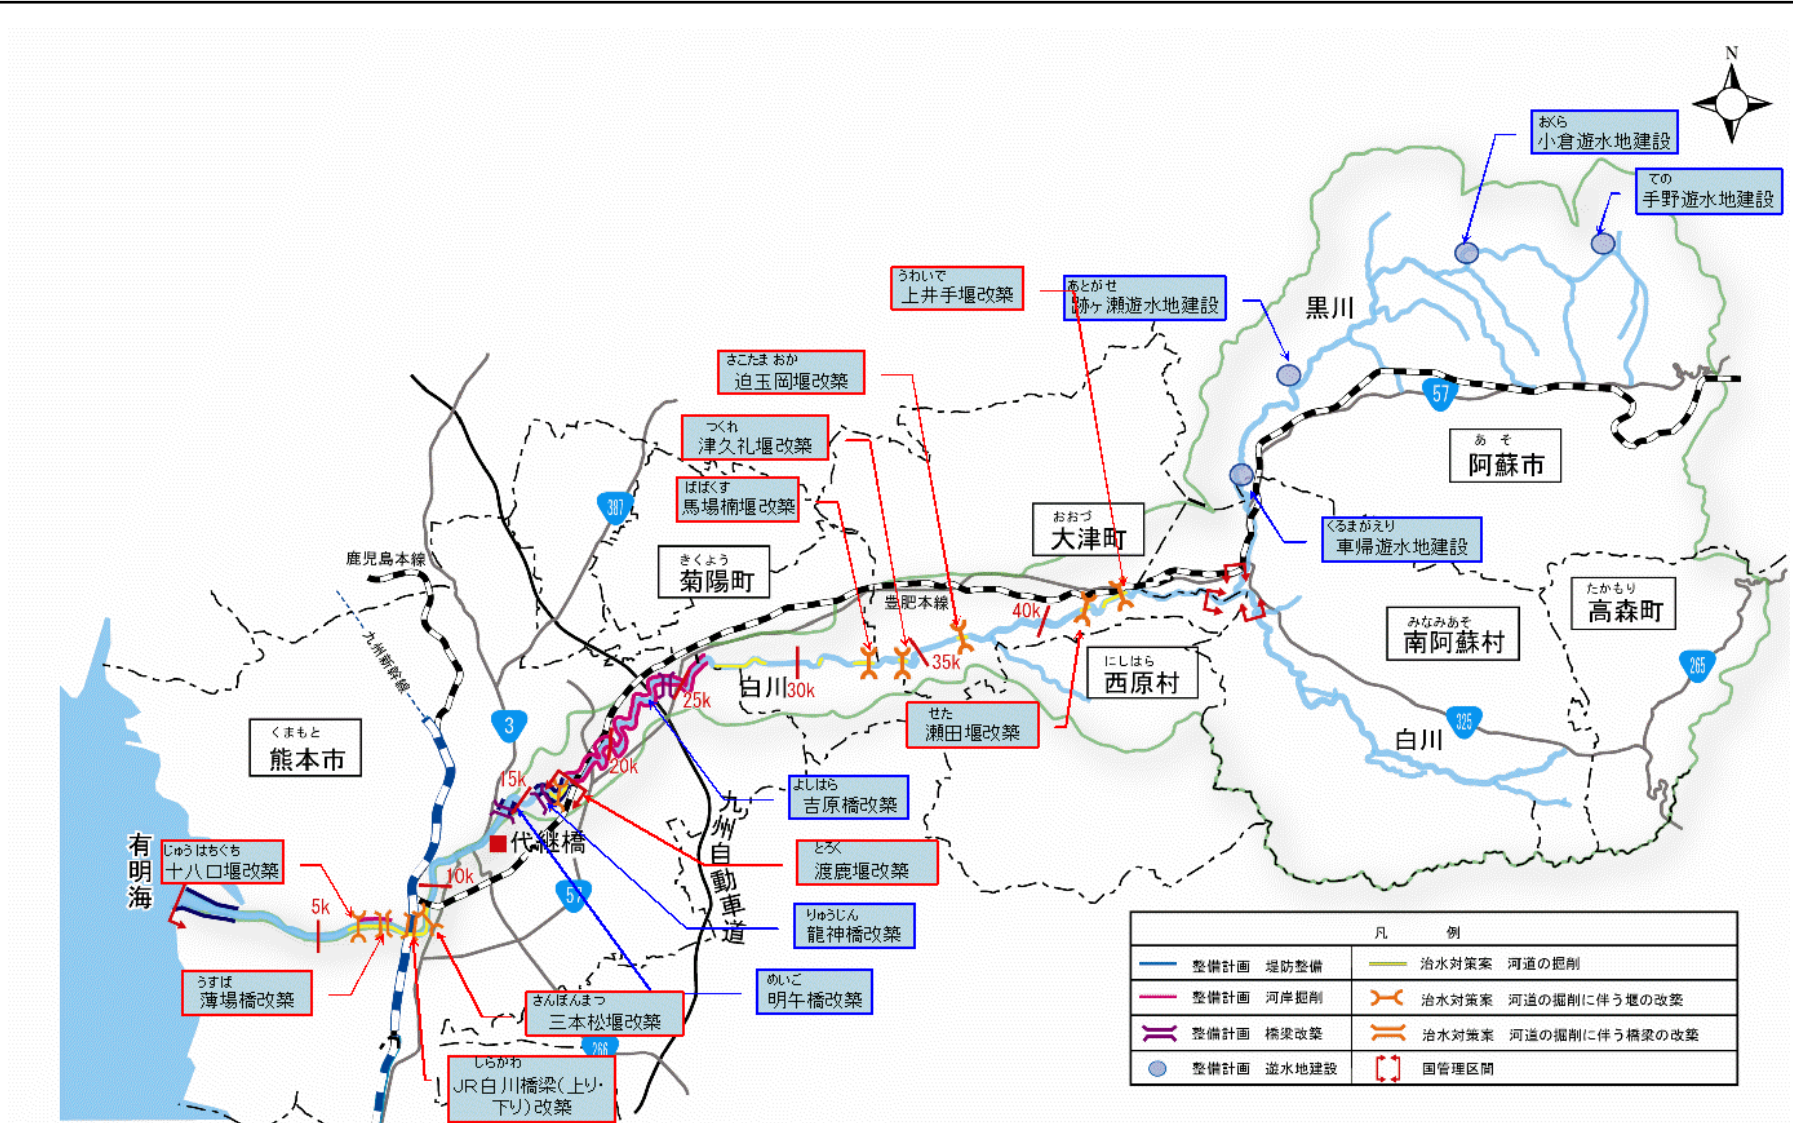 N
おぐら
小倉遊水地建設
ての
手野遊水地建設
うわいで
上井手堰改築
あとがせ
跡ヶ瀬遊水地建設
黒川
さこたま おか
迫玉岡堰改築
57
つくれ
津久礼堰改築
あ そ
阿蘇市
ばばくす
馬場楠堰改築
387
おおづ
大津町
くるまがえり
車帰遊水地建設
鹿児島本線
きくよう
菊陽町
豊肥本線
40k
たかもり
高森町
みなみあそ
南阿蘇村
九州新幹線
35k
にしはら
西原村
265
白川
30k
25k
せた
瀬田堰改築
325
白川
3
くまもと
熊本市
20k
15k
よしはら
吉原橋改築
九州自動車道
代継橋
有明海
じゅうはちぐち
十八口堰改築
とろく
渡鹿堰改築
10k
57
5k
りゅうじん
龍神橋改築
うすば
薄場橋改築
めいご
明午橋改築
さんぼんまつ
三本松堰改築
266
しらかわ
JR白川橋梁(上り・
下り)改築
凡 例
整備計画 堤防整備
治水対策案 河道の掘削
整備計画 河岸掘削
治水対策案 河道の掘削に伴う堰の改築
整備計画 橋梁改築
治水対策案 河道の掘削に伴う橋梁の改築
整備計画 遊水地建設
国管理区間